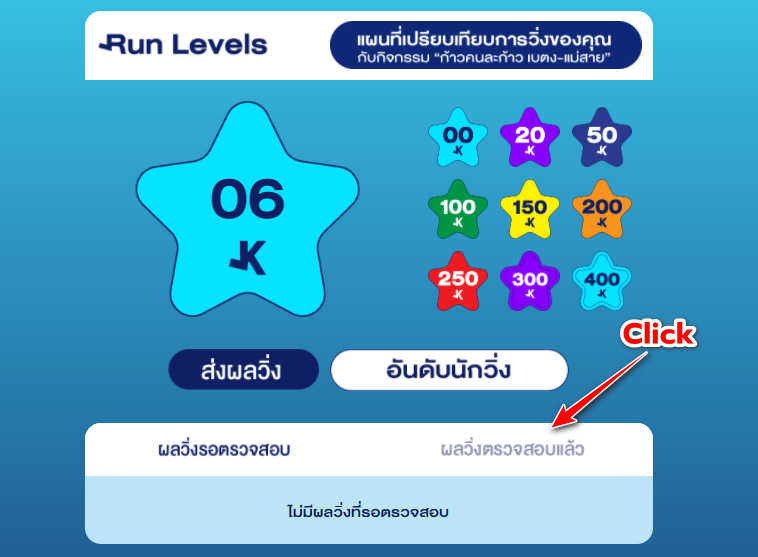 Run Levels
แผนที่เปรียบเทียบการวิ่งของคุณ
กับกิจกรรม “ก้าวคนละก้าว เบตง-แม่สาย”
06
K
00 20 50
K K K
100 150 200
K K K
250 300 400
K K K
Click
ส่งผลวิ่ง อันดับนักวิ่ง
ผลวิ่งรอตรวจสอบ ผลวิ่งตรวจสอบแล้ว
ไม่มีผลวิ่งที่รอตรวจสอบ